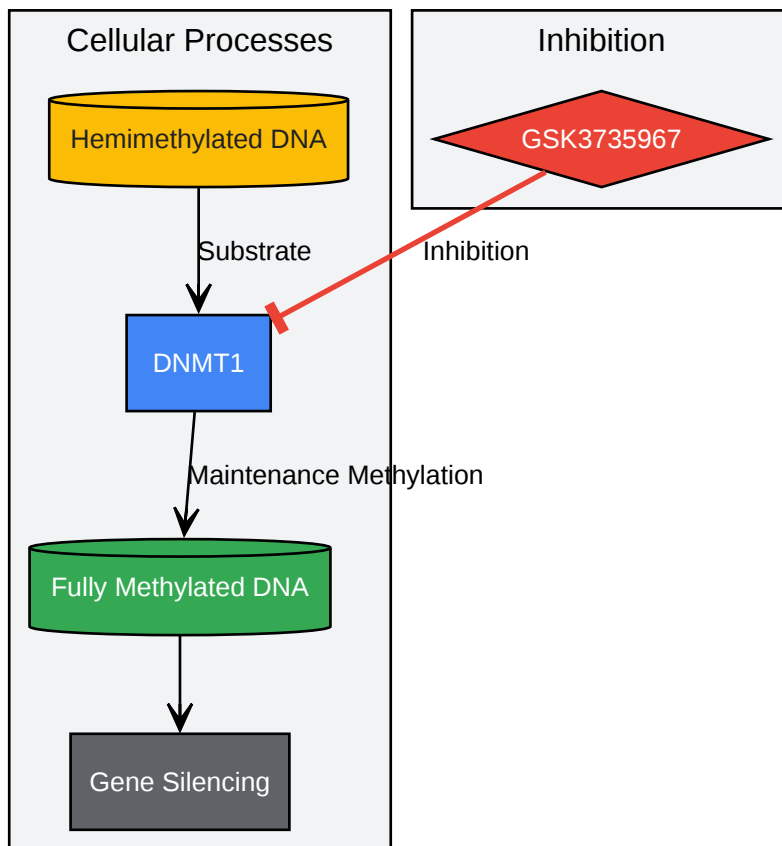 Cellular Processes
Inhibition
Hemimethylated DNA
GSK3735967
Substrate
Inhibition
DNMT1
Maintenance Methylation
Fully Methylated DNA
Gene Silencing